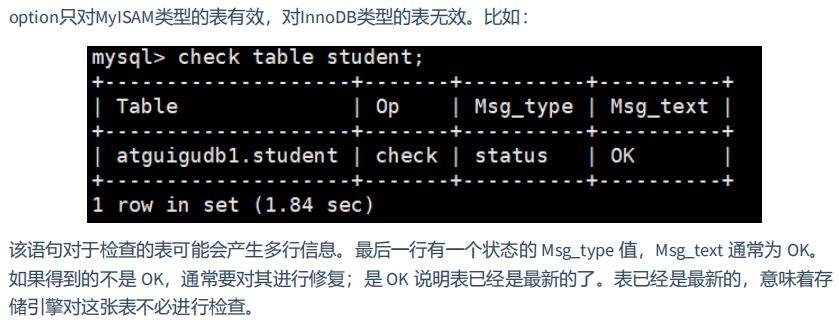 option只对MyISAM类型的表有效，对InnoDB类型的表无效。比如：
mysql> check table student;
+--------------------+-------+----------+----------+
| Table              | Op    | Msg_type | Msg_text |
+--------------------+-------+----------+----------+
| atguigudb1.student | check | status   | OK       |
+--------------------+-------+----------+----------+
1 row in set (1.84 sec)
该语句对于检查的表可能会产生多行信息。最后一行有一个状态的 Msg_type 值，Msg_text 通常为 OK。
如果得到的不是 OK，通常要对其进行修复；是 OK 说明表已经是最新的了。表已经是最新的，意味着存
储引擎对这张表不必进行检查。